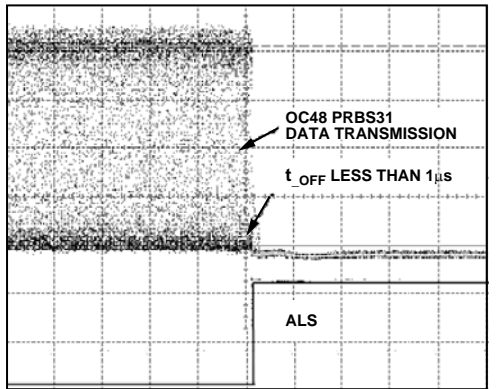 OC48 PRBS31
DATA TRANSMISSION
t_OFF LESS THAN 1μs
ALS